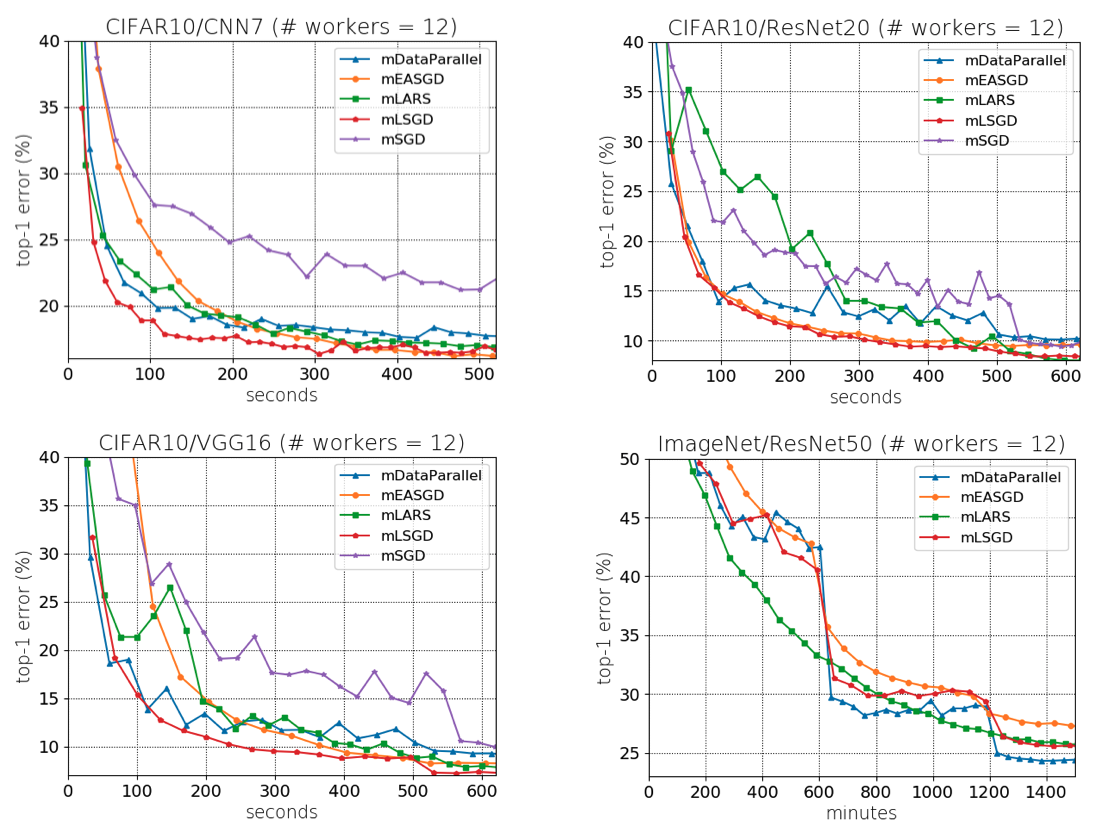 CIFAR10/CNN7 (# workers = 12)
40
35
30
25
20
top-1 error (%)
mDataParallel
mEASGD
mLARS
mLSGD
mSGD
0 100 200 300 400 500
seconds
CIFAR10/ResNet20 (# workers = 12)
40
35
30
25
20
15
10
top-1 error (%)
mDataParallel
mEASGD
mLARS
mLSGD
mSGD
0 100 200 300 400 500 600
seconds
CIFAR10/VGG16 (# workers = 12)
40
35
30
25
20
15
10
top-1 error (%)
mDataParallel
mEASGD
mLARS
mLSGD
mSGD
0 100 200 300 400 500 600
seconds
ImageNet/ResNet50 (# workers = 12)
50
45
40
35
30
25
top-1 error (%)
mDataParallel
mEASGD
mLARS
mLSGD
0 200 400 600 800 1000 1200 1400
minutes